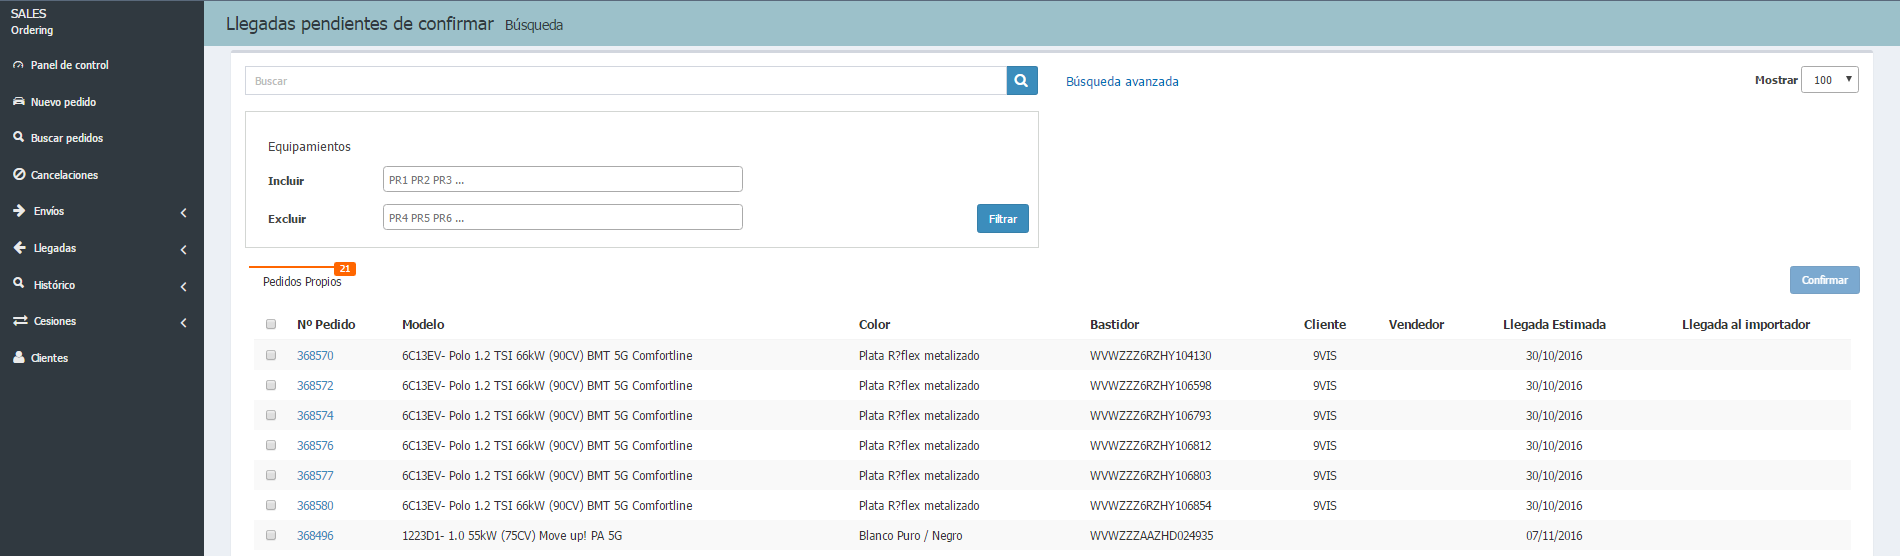 SALES
Ordering
Panel de control
Nuevo pedido
Buscar pedidos
Cancelaciones
Envíos
Llegadas
Histórico
Cesiones
Clientes
Llegadas pendientes de confirmar Búsqueda
Buscar
Búsqueda avanzada
Mostrar 100
Equipamientos
Incluir PR1 PR2 PR3 ...
Excluir PR4 PR5 PR6 ...
Filtrar
Pedidos Propios 21
Confirmar
Nº Pedido Modelo Color Bastidor Cliente Vendedor Llegada Estimada Llegada al importador
368570 6C13EV- Polo 1.2 TSI 66kW (90CV) BMT 5G Comfortline Plata R?flex metalizado WVWZZZ6RZHY104130 9VIS 30/10/2016
368572 6C13EV- Polo 1.2 TSI 66kW (90CV) BMT 5G Comfortline Plata R?flex metalizado WVWZZZ6RZHY106598 9VIS 30/10/2016
368574 6C13EV- Polo 1.2 TSI 66kW (90CV) BMT 5G Comfortline Plata R?flex metalizado WVWZZZ6RZHY106793 9VIS 30/10/2016
368576 6C13EV- Polo 1.2 TSI 66kW (90CV) BMT 5G Comfortline Plata R?flex metalizado WVWZZZ6RZHY106812 9VIS 30/10/2016
368577 6C13EV- Polo 1.2 TSI 66kW (90CV) BMT 5G Comfortline Plata R?flex metalizado WVWZZZ6RZHY106803 9VIS 30/10/2016
368580 6C13EV- Polo 1.2 TSI 66kW (90CV) BMT 5G Comfortline Plata R?flex metalizado WVWZZZ6RZHY106854 9VIS 30/10/2016
368496 1223D1- 1.0 55kW (75CV) Move up! PA 5G Blanco Puro / Negro WVWZZZAAZHD024935 07/11/2016